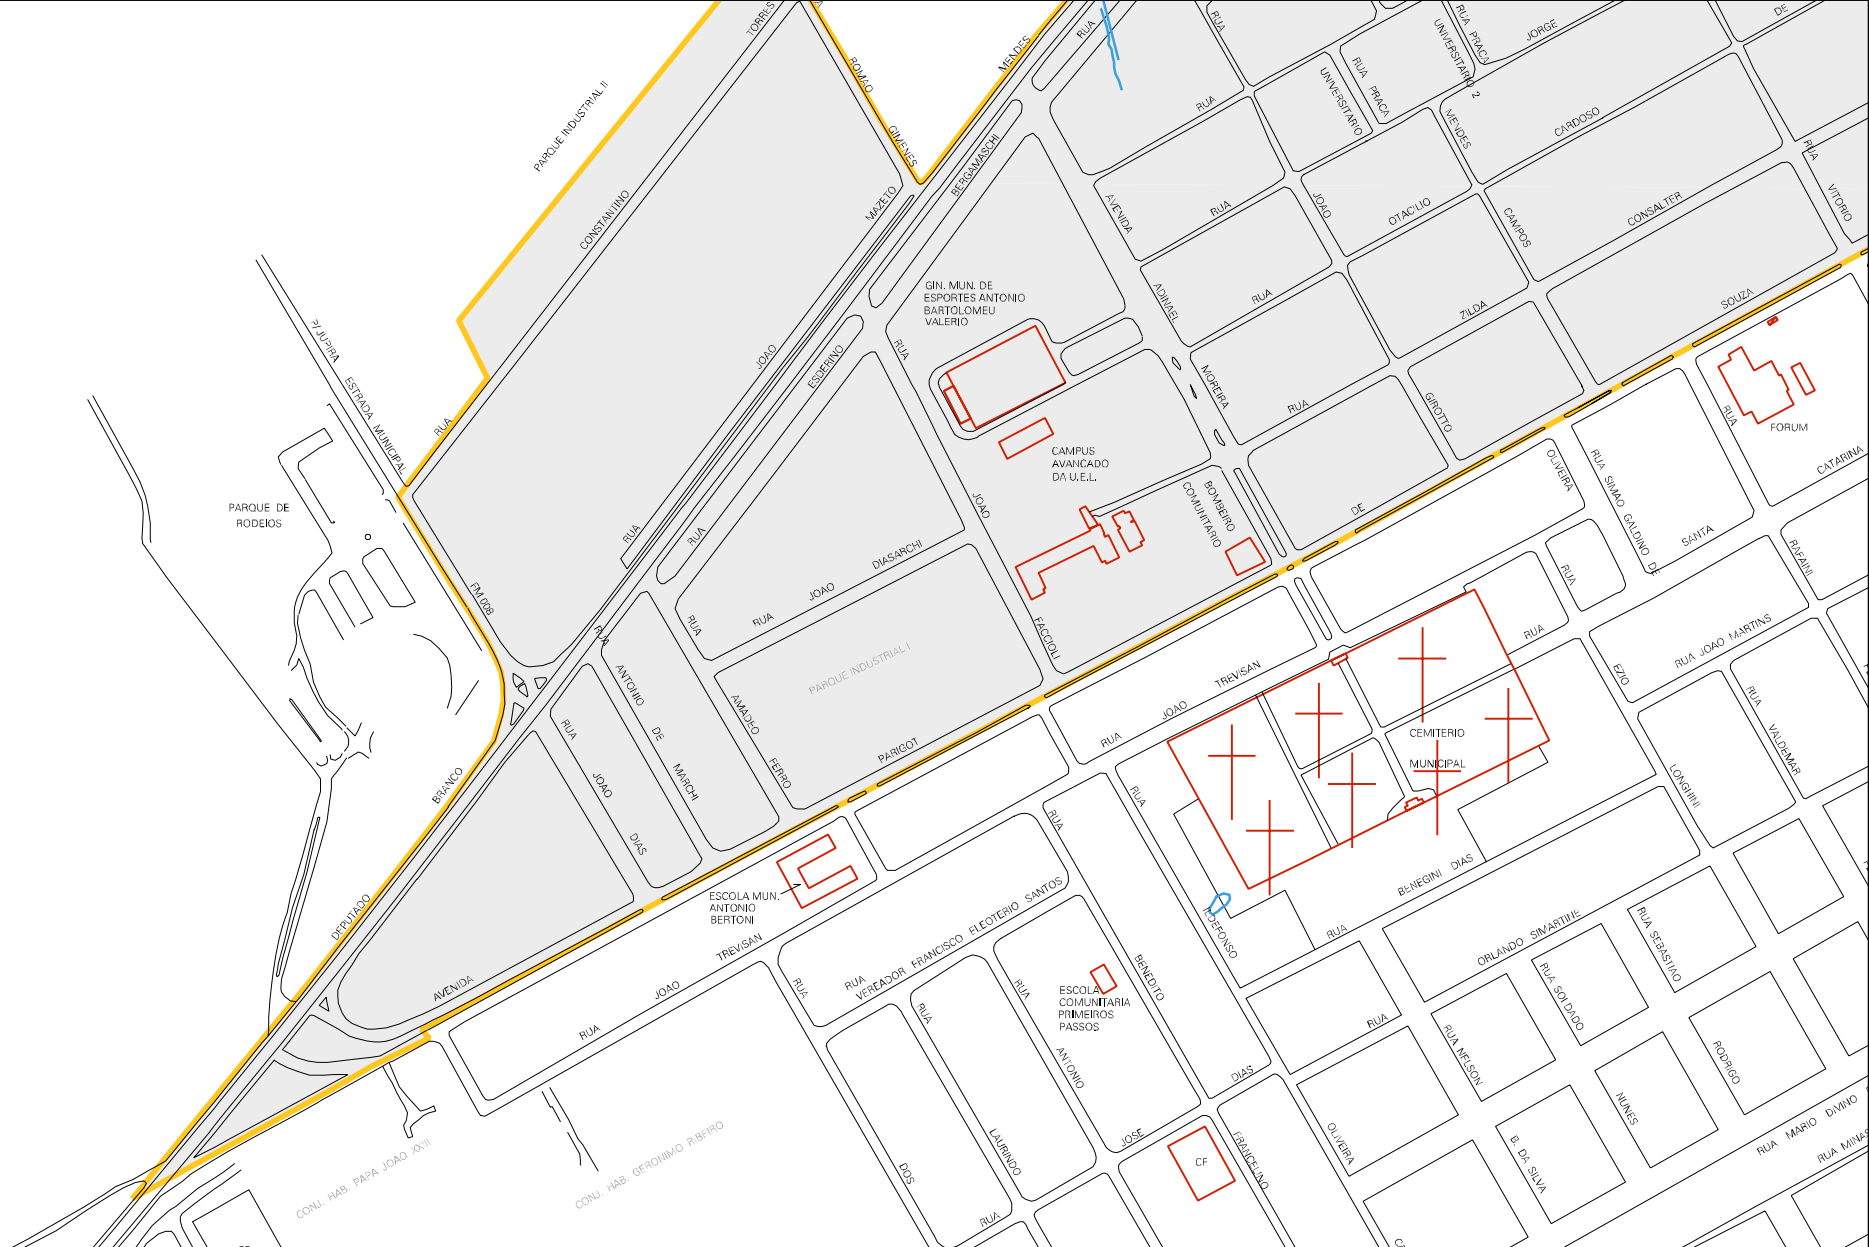 TORRES
ROMAO
MENDES
RUA
RUA
RUA
PRACA
UNIVERSITARIO 2
JORGE
DE
PARQUE INDUSTRIAL II
GIMENES
BERGAMASCHI
RUA
UNIVERSITARIO
RUA
PRACA
MENDES
CARDOSO
RUA
CONSTANTINO
MAZETO
AVENIDA
RUA
JOAO
OTACILIO
CAMPOS
CONSALTER
VITORIO
P/ JUPIRA
ESTRADA MUNICIPAL
RUA
JOAO
ESDERINO
RUA
GIN. MUN. DE
ESPORTES ANTONIO
BARTOLOMEU
VALERIO
ADINAEL
RUA
ZILDA
SOUZA
MOREIRA
RUA
GIROTTO
RUA
FORUM
CATARINA
PARQUE DE
RODEIOS
CAMPUS
AVANCADO
DA U.E.L.
JOAO
BOMBEIRO
COMUNITARIO
DE
OLIVEIRA
RUA SIMAO GALDINO DE
SANTA
RAFAINI
RUA
RUA
FM 008
RUA
JOAO
DIASARCHI
RUA
FACCIOLI
RUA
RUA
EZIO
RUA JOAO MARTINS
RUA
ANTONIO
DE
MARCHI
PARQUE INDUSTRIAL I
AMADEO
FERRO
PARIGOT
RUA
JOAO
TREVISAN
CEMITERIO
MUNICIPAL
LONGHINI
RUA
VALDEMAR
RUA
JOAO
DIAS
BRANCO
DEPUTADO
AVENIDA
ESCOLA MUN.
ANTONIO
BERTONI
RUA
RUA
BENEGINI DIAS
RUA
ORLANDO SIMARTINE
RUA SEBASTIAO
RUA
JOAO
TREVISAN
RUA
RUA
VEREADOR FRANCISCO ELEOTERIO SANTOS
RUA
RUA
BENEDITO
ESCOLA
COMUNITARIA
PRIMEIROS
PASSOS
RUA
RUA SOLDADO
RUA NELSON
RODRIGO
ANTONIO
DIAS
NUNES
RUA MARIO DIVINO
CONJ. HAB. PAPA JOAO XXIII
CONJ. HAB. GERONIMO RIBEIRO
LAURINDO
JOSE
DOS
RUA
CF
FRANCELINO
OLIVEIRA
B. DA SILVA